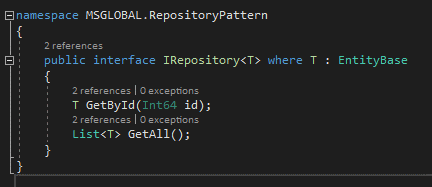 namespace MSGLOBAL.RepositoryPattern
{
2 references
public interface IRepository<T> where T : EntityBase
{
2 references | 0 exceptions
T GetById(Int64 id);
2 references | 0 exceptions
List<T> GetAll();
}
}